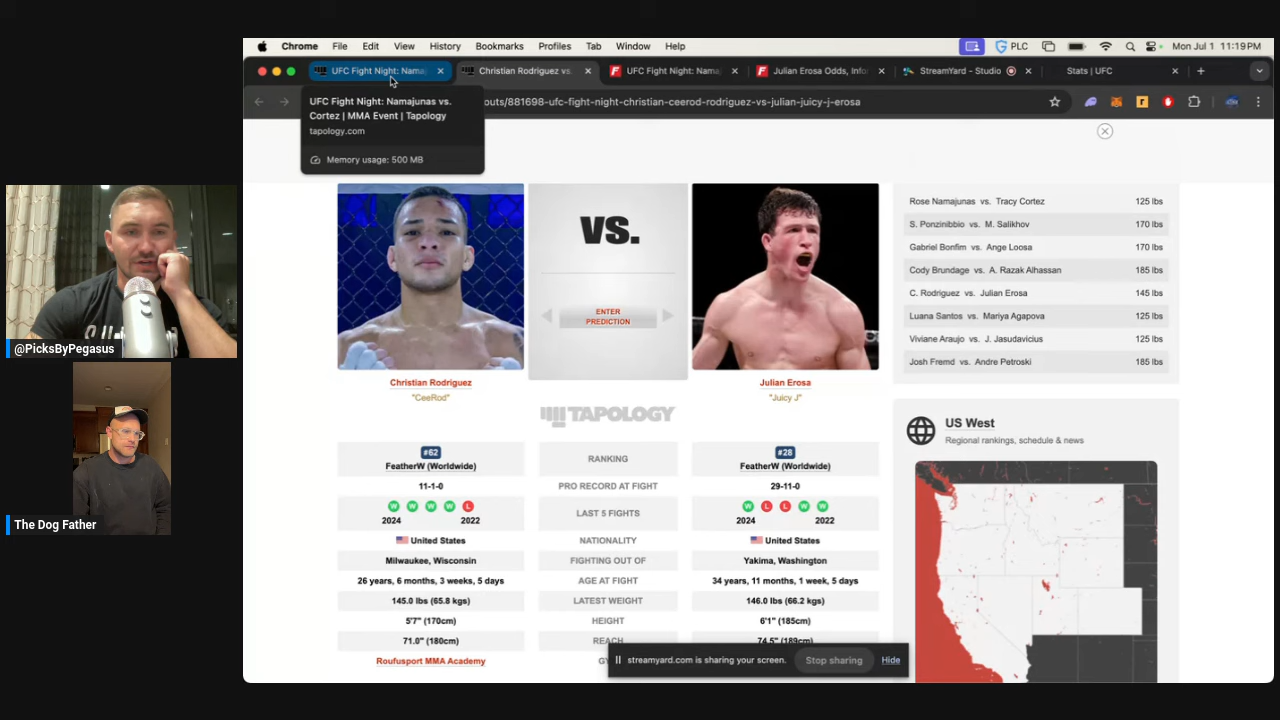 Chrome File Edit View History Bookmarks Profiles Tab Window Help PLC Mon Jul 1 11:19 PM
UFC Fight Night: Nama
Christian Rodriguez vs.
UFC Fight Night: Nama
Julian Erosa Odds, Info
StreamYard - Studio
Stats | UFC
outs/881698-ufc-fight-night-christian-ceerod-rodriguez-vs-julian-juicy-j-erosa
UFC Fight Night: Namajunas vs.
Cortez | MMA Event | Tapology
tapology.com
Memory usage: 500 MB
VS.
ENTER
PREDICTION
Christian Rodriguez
"CeeRod"
Julian Erosa
"Juicy J"
TAPOLOGY
#62
FeatherW (Worldwide)
RANKING
#28
FeatherW (Worldwide)
11-1-0 PRO RECORD AT FIGHT 29-11-0
W W W W L
2024 2022
LAST 5 FIGHTS
W L L W W
2024 2022
United States NATIONALITY United States
Milwaukee, Wisconsin FIGHTING OUT OF Yakima, Washington
26 years, 6 months, 3 weeks, 5 days AGE AT FIGHT 34 years, 11 months, 1 week, 5 days
145.0 lbs (65.8 kgs) LATEST WEIGHT 146.0 lbs (66.2 kgs)
5'7" (170cm) HEIGHT 6'1" (185cm)
71.0" (180cm) REACH 74.5" (189cm)
Roufusport MMA Academy
streamyard.com is sharing your screen. Stop sharing Hide
Rose Namajunas vs. Tracy Cortez 125 lbs
S. Ponzinibbio vs. M. Salikhov 170 lbs
Gabriel Bonfim vs. Ange Loosa 170 lbs
Cody Brundage vs. A. Razak Alhassan 185 lbs
C. Rodriguez vs. Julian Erosa 145 lbs
Luana Santos vs. Mariya Agapova 125 lbs
Viviane Araujo vs. J. Jasudavicius 125 lbs
Josh Fremd vs. Andre Petroski 185 lbs
US West
Regional rankings, schedule & news
@PicksByPegasus
The Dog Father